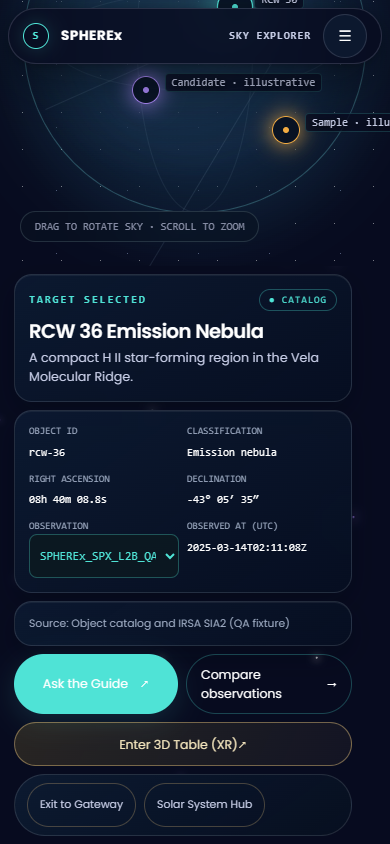 RCW 36
S SPHEREx SKY EXPLORER ☰
Candidate · illustrative
Sample · illu
DRAG TO ROTATE SKY · SCROLL TO ZOOM
TARGET SELECTED
CATALOG
RCW 36 Emission Nebula
A compact H II star-forming region in the Vela
Molecular Ridge.
OBJECT ID
rcw-36
CLASSIFICATION
Emission nebula
RIGHT ASCENSION
08h 40m 08.8s
DECLINATION
-43° 05′ 35″
OBSERVATION
SPHEREx_SPX_L2B_QA
OBSERVED AT (UTC)
2025-03-14T02:11:08Z
Source: Object catalog and IRSA SIA2 (QA fixture)
Ask the Guide ↗
Compare
observations →
Enter 3D Table (XR)↗
Exit to Gateway
Solar System Hub